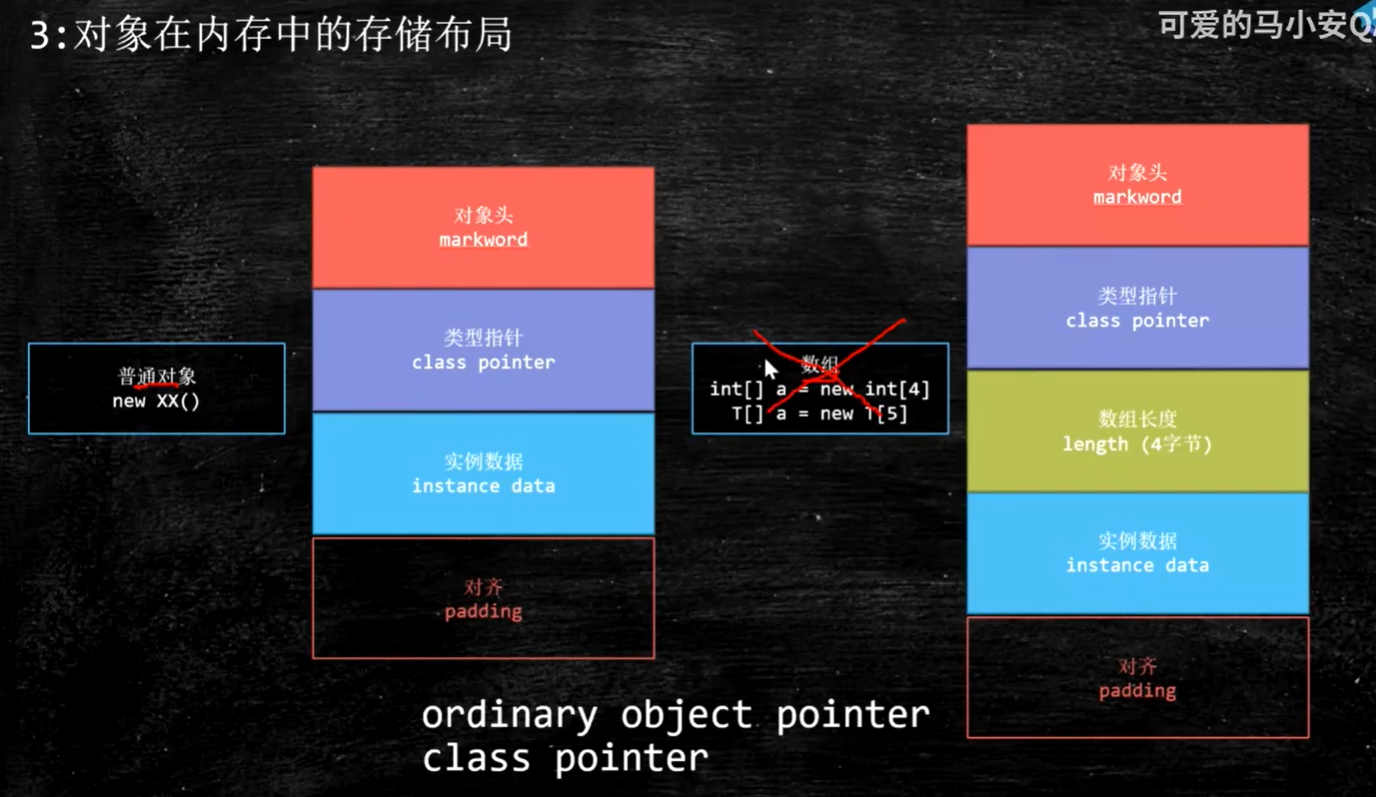 3:对象在内存中的存储布局
可爱的马小安Q
普通对象
new XX()
对象头
markword
类型指针
class pointer
实例数据
instance data
对齐
padding
数组
int[] a = new int[4]
T[] a = new T[5]
对象头
markword
类型指针
class pointer
数组长度
length (4字节)
实例数据
instance data
对齐
padding
ordinary object pointer
class pointer